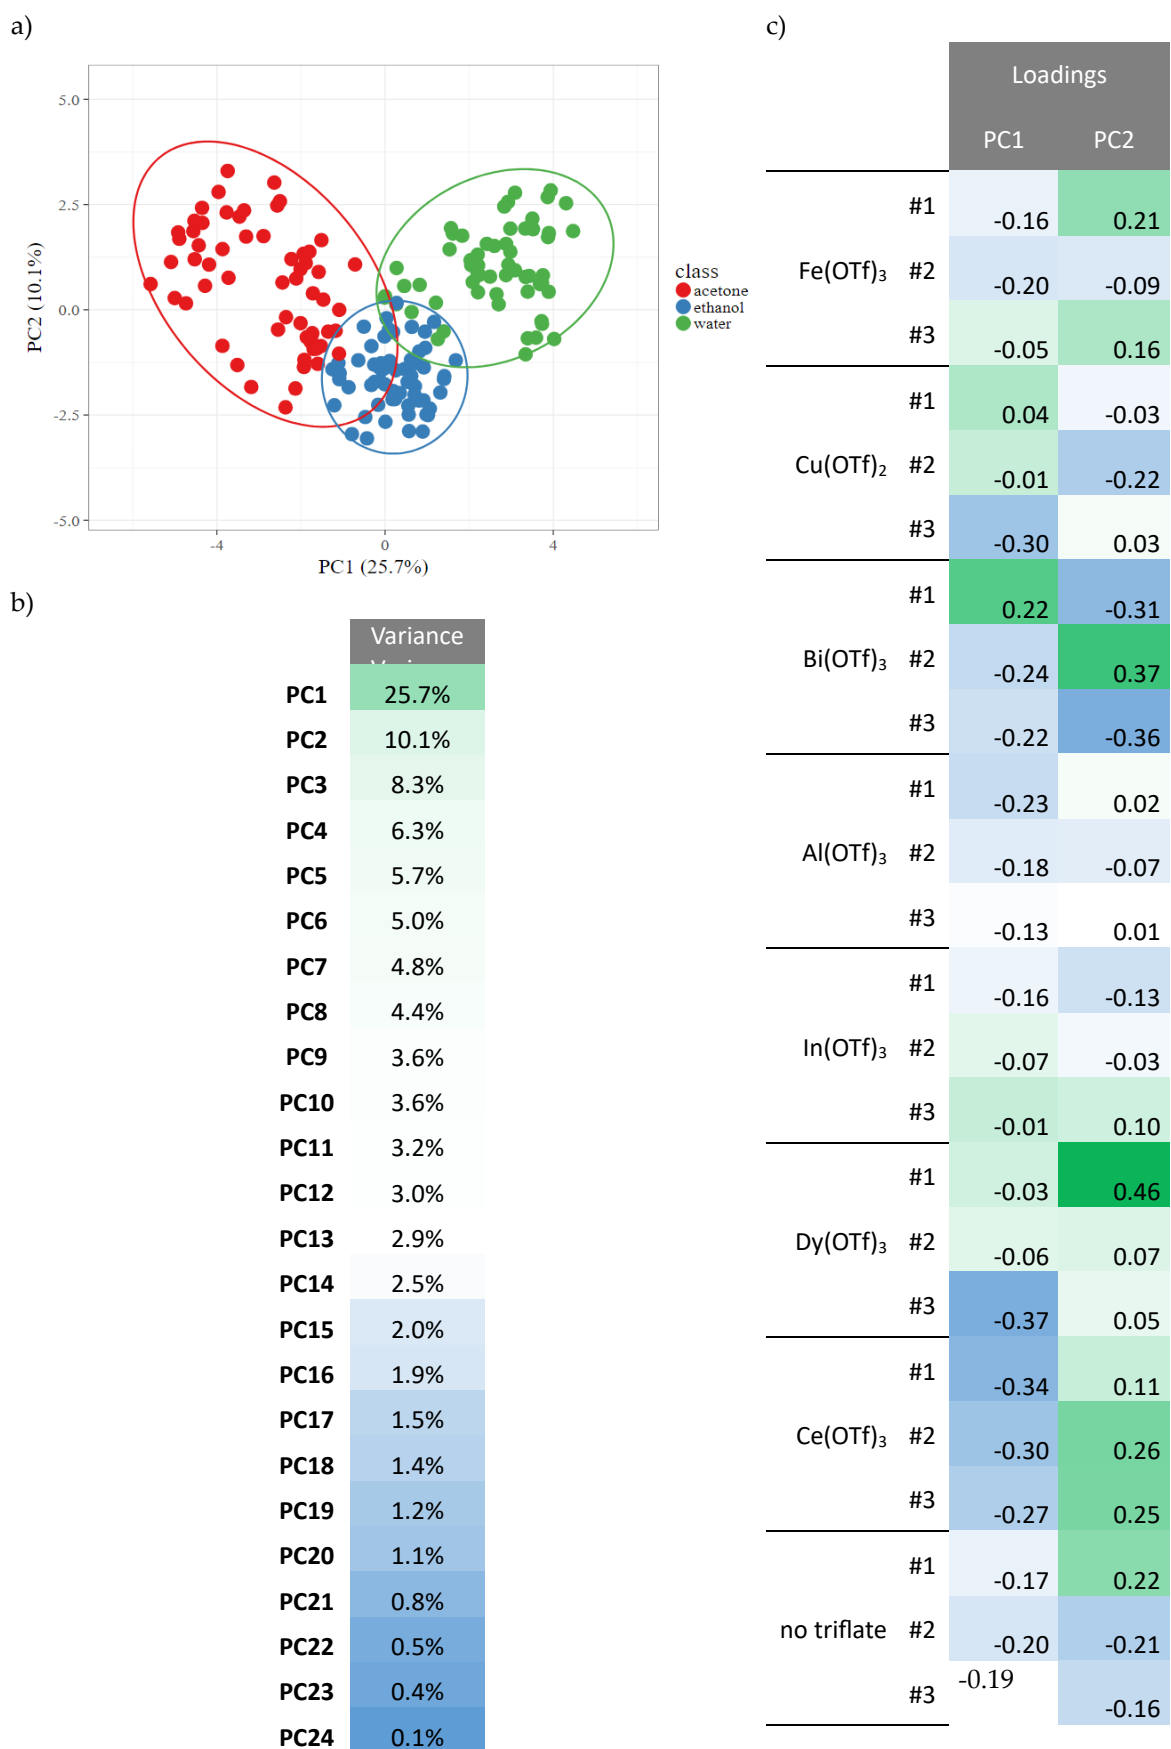 a)
5.0
2.5
0.0
-2.5
-5.0
-4 0 4
PC2 (10.1%)
PC1 (25.7%)
class
acetone
ethanol
water
b)
Variance
PC1 25.7%
PC2 10.1%
PC3 8.3%
PC4 6.3%
PC5 5.7%
PC6 5.0%
PC7 4.8%
PC8 4.4%
PC9 3.6%
PC10 3.6%
PC11 3.2%
PC12 3.0%
PC13 2.9%
PC14 2.5%
PC15 2.0%
PC16 1.9%
PC17 1.5%
PC18 1.4%
PC19 1.2%
PC20 1.1%
PC21 0.8%
PC22 0.5%
PC23 0.4%
PC24 0.1%
c)
Loadings
PC1 PC2
#1 -0.16 0.21
Fe(OTf)₃ #2 -0.20 -0.09
#3 -0.05 0.16
#1 0.04 -0.03
Cu(OTf)₂ #2 -0.01 -0.22
#3 -0.30 0.03
#1 0.22 -0.31
Bi(OTf)₃ #2 -0.24 0.37
#3 -0.22 -0.36
#1 -0.23 0.02
Al(OTf)₃ #2 -0.18 -0.07
#3 -0.13 0.01
#1 -0.16 -0.13
In(OTf)₃ #2 -0.07 -0.03
#3 -0.01 0.10
#1 -0.03 0.46
Dy(OTf)₃ #2 -0.06 0.07
#3 -0.37 0.05
#1 -0.34 0.11
Ce(OTf)₃ #2 -0.30 0.26
#3 -0.27 0.25
#1 -0.17 0.22
no triflate #2 -0.20 -0.21
#3 -0.19 -0.16